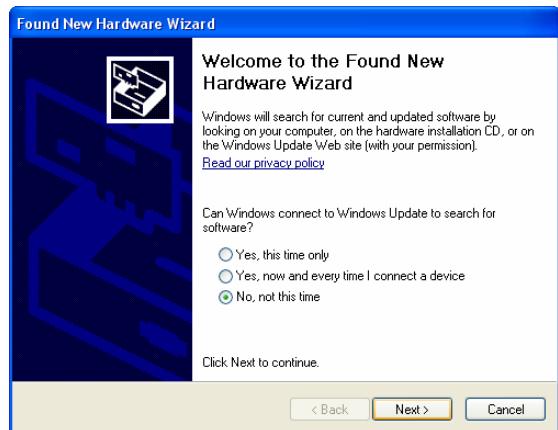 Found New Hardware Wizard
Welcome to the Found New
Hardware Wizard
Windows will search for current and updated software by
looking on your computer, on the hardware installation CD, or on
the Windows Update Web site (with your permission).
Read our privacy policy
Can Windows connect to Windows Update to search for
software?
Yes, this time only
Yes, now and every time I connect a device
No, not this time
Click Next to continue.
< Back
Next >
Cancel